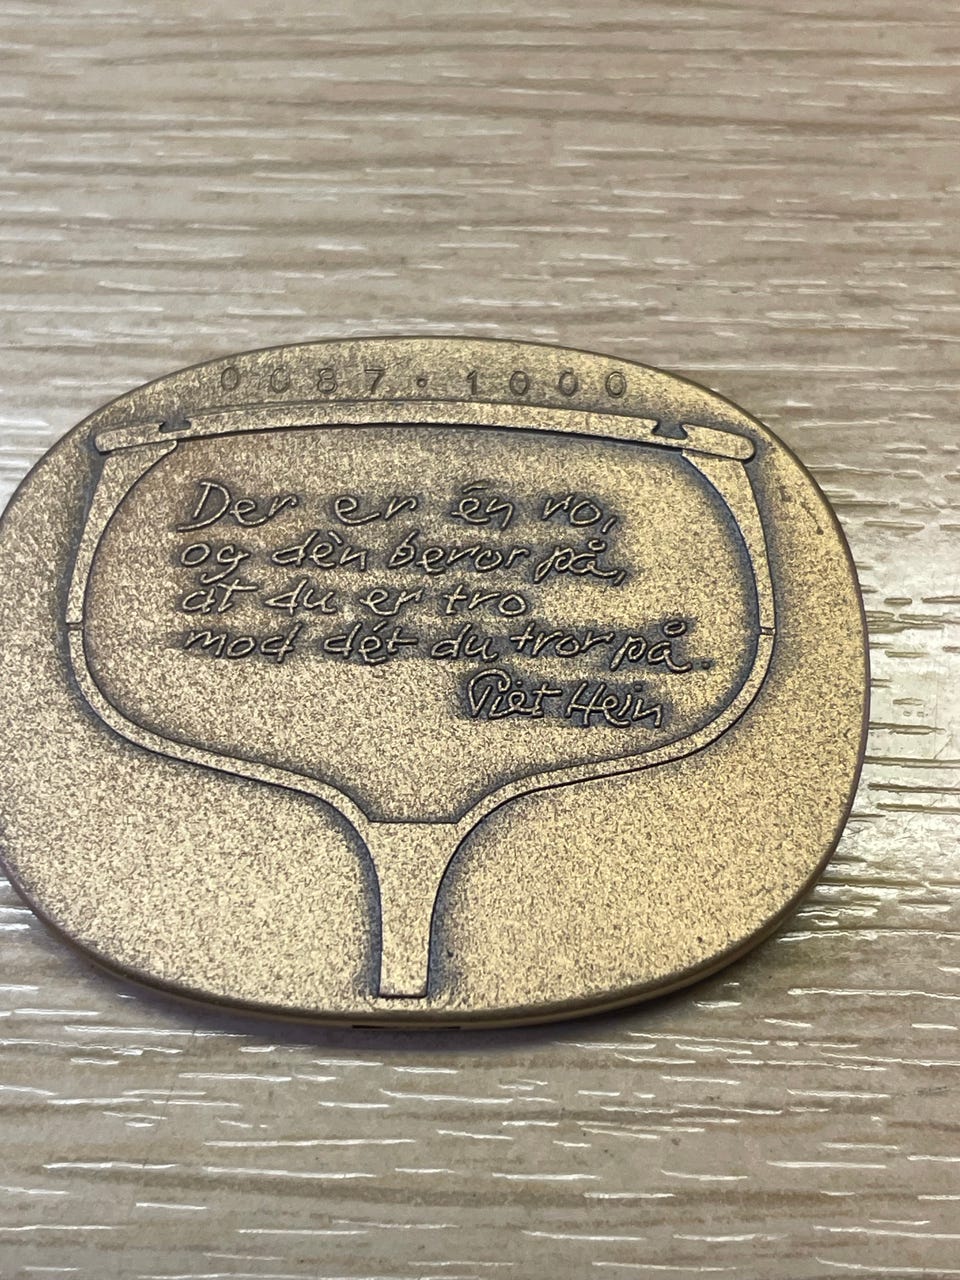 0087 · 1000
Der er én ro,
og dèn beror på,
at du er tro
mod dét du tror på.
Piet Hein